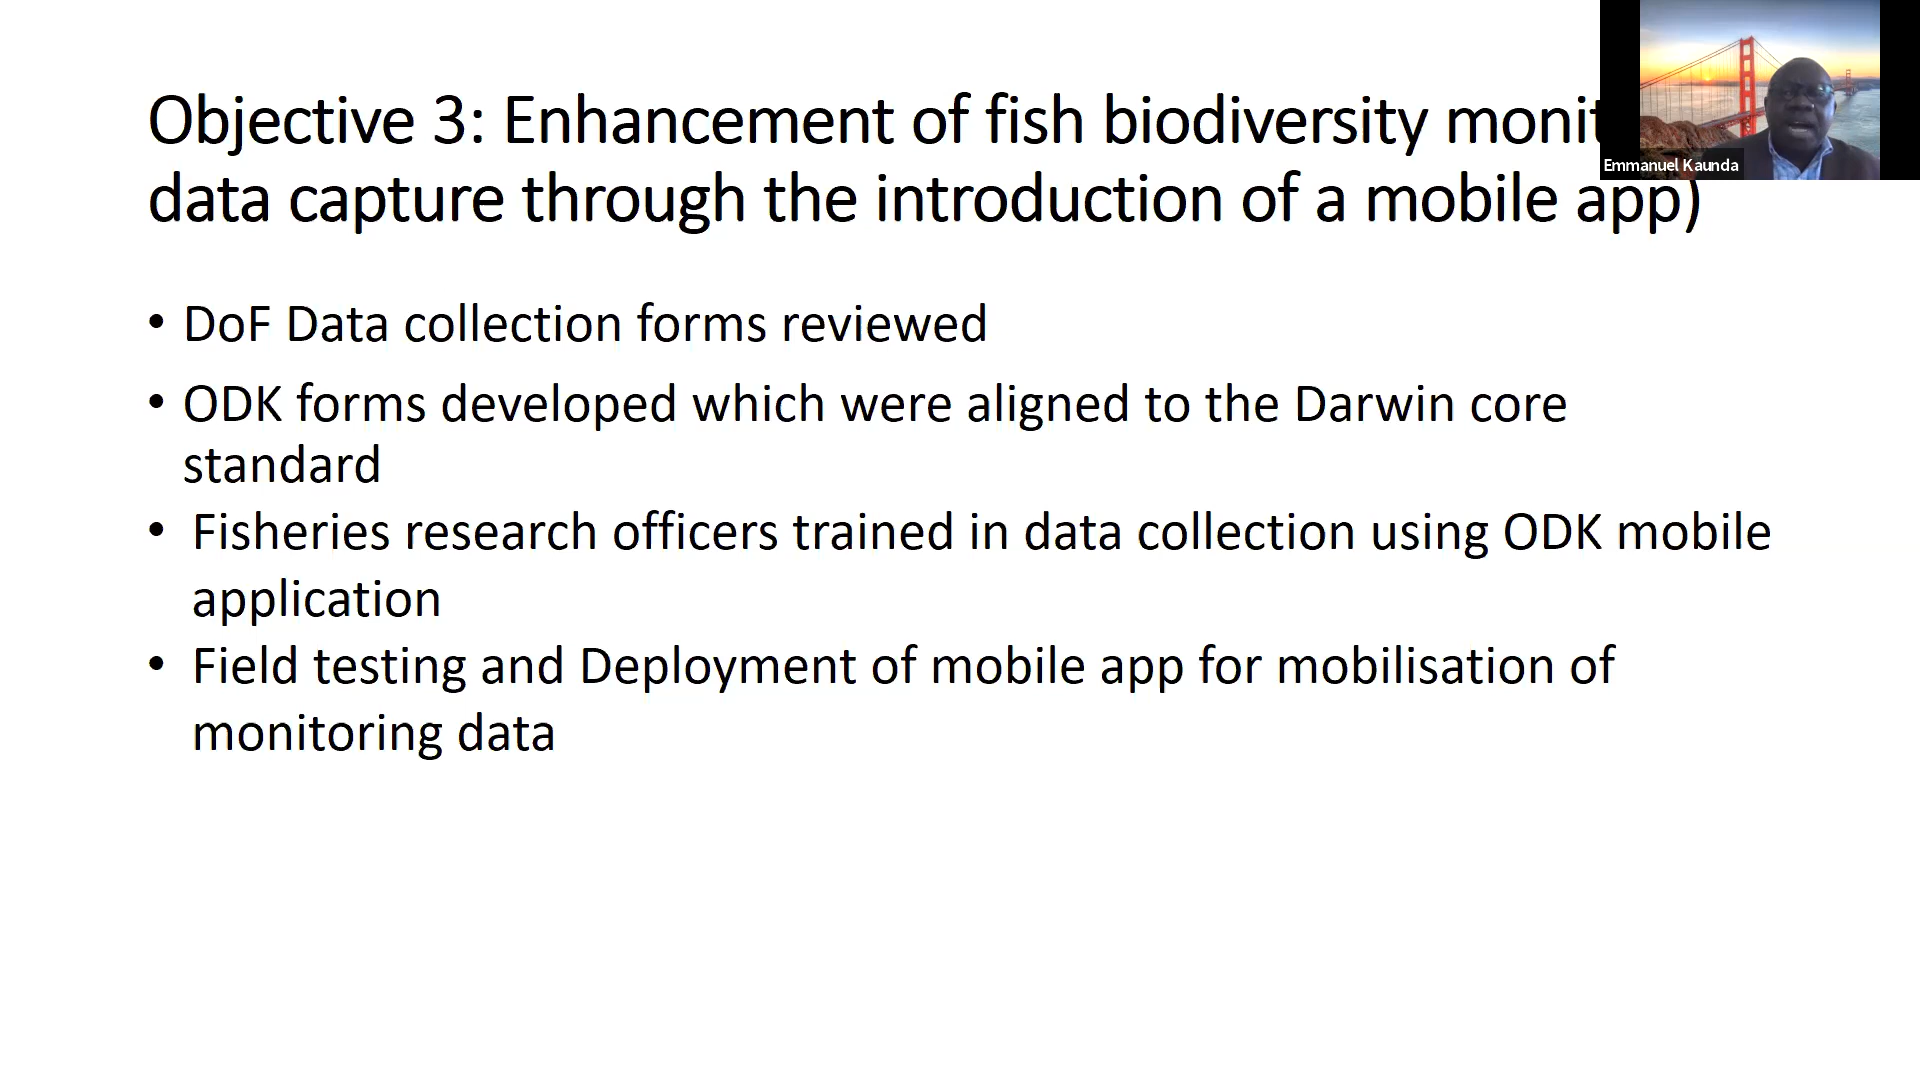 Objective 3: Enhancement of fish biodiversity
data capture through the introduction of a mobile app)
• DoF Data collection forms reviewed
• ODK forms developed which were aligned to the Darwin core
standard
• Fisheries research officers trained in data collection using ODK mobile
application
• Field testing and Deployment of mobile app for mobilisation of
monitoring data
Emmanuel Kaunda